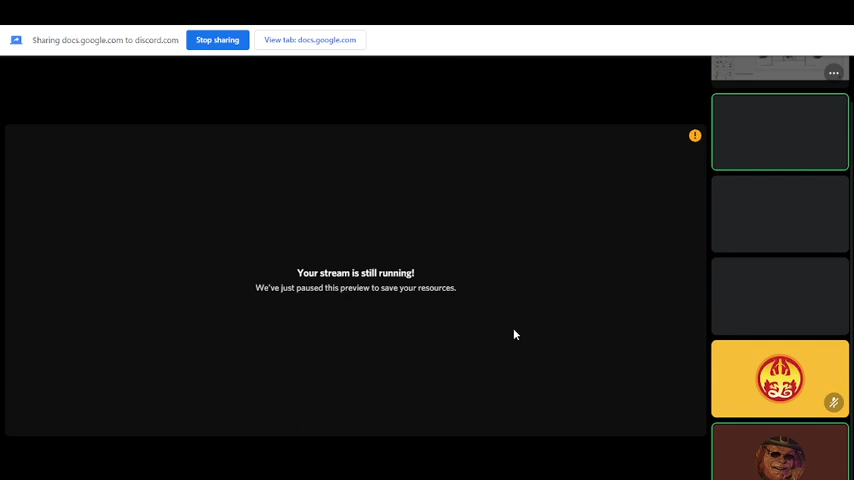 Sharing docs.google.com to discord.com
Stop sharing
View tab: docs.google.com
Your stream is still running!
We've just paused this preview to save your resources.